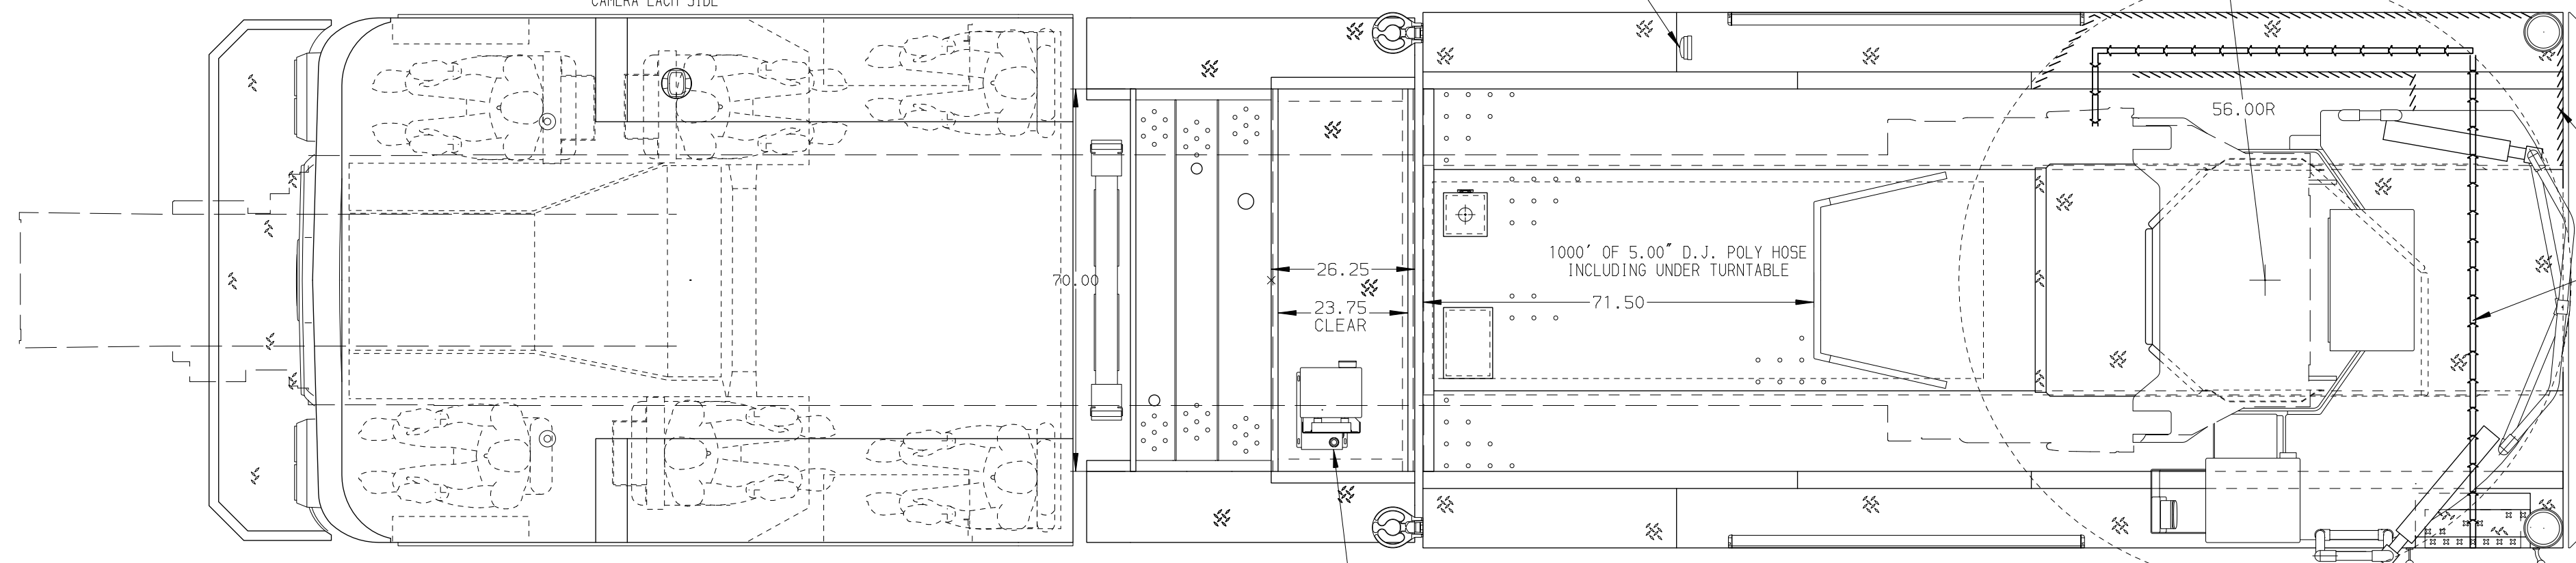 CAMERA EACH SIDE
56.00R
1000' OF 5.00" D.J. POLY HOSE
INCLUDING UNDER TURNTABLE
70.00
26.25
23.75
CLEAR
71.50